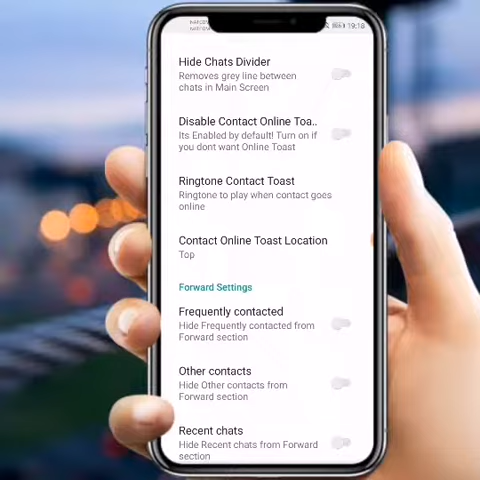 19:18
Hide Chats Divider
Removes grey line between
chats in Main Screen
Disable Contact Online Toa..
Its Enabled by default! Turn on if
you dont want Online Toast
Ringtone Contact Toast
Ringtone to play when contact goes
online
Contact Online Toast Location
Top
Forward Settings
Frequently contacted
Hide Frequently contacted from
Forward section
Other contacts
Hide Other contacts from
Forward section
Recent chats
Hide Recent chats from Forward
section